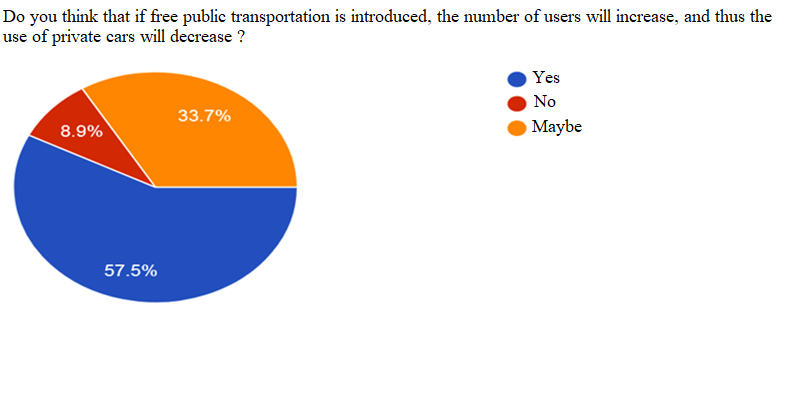 Do you think that if free public transportation is introduced, the number of users will increase, and thus the
use of private cars will decrease ?
Yes
No
Maybe
33.7%
8.9%
57.5%